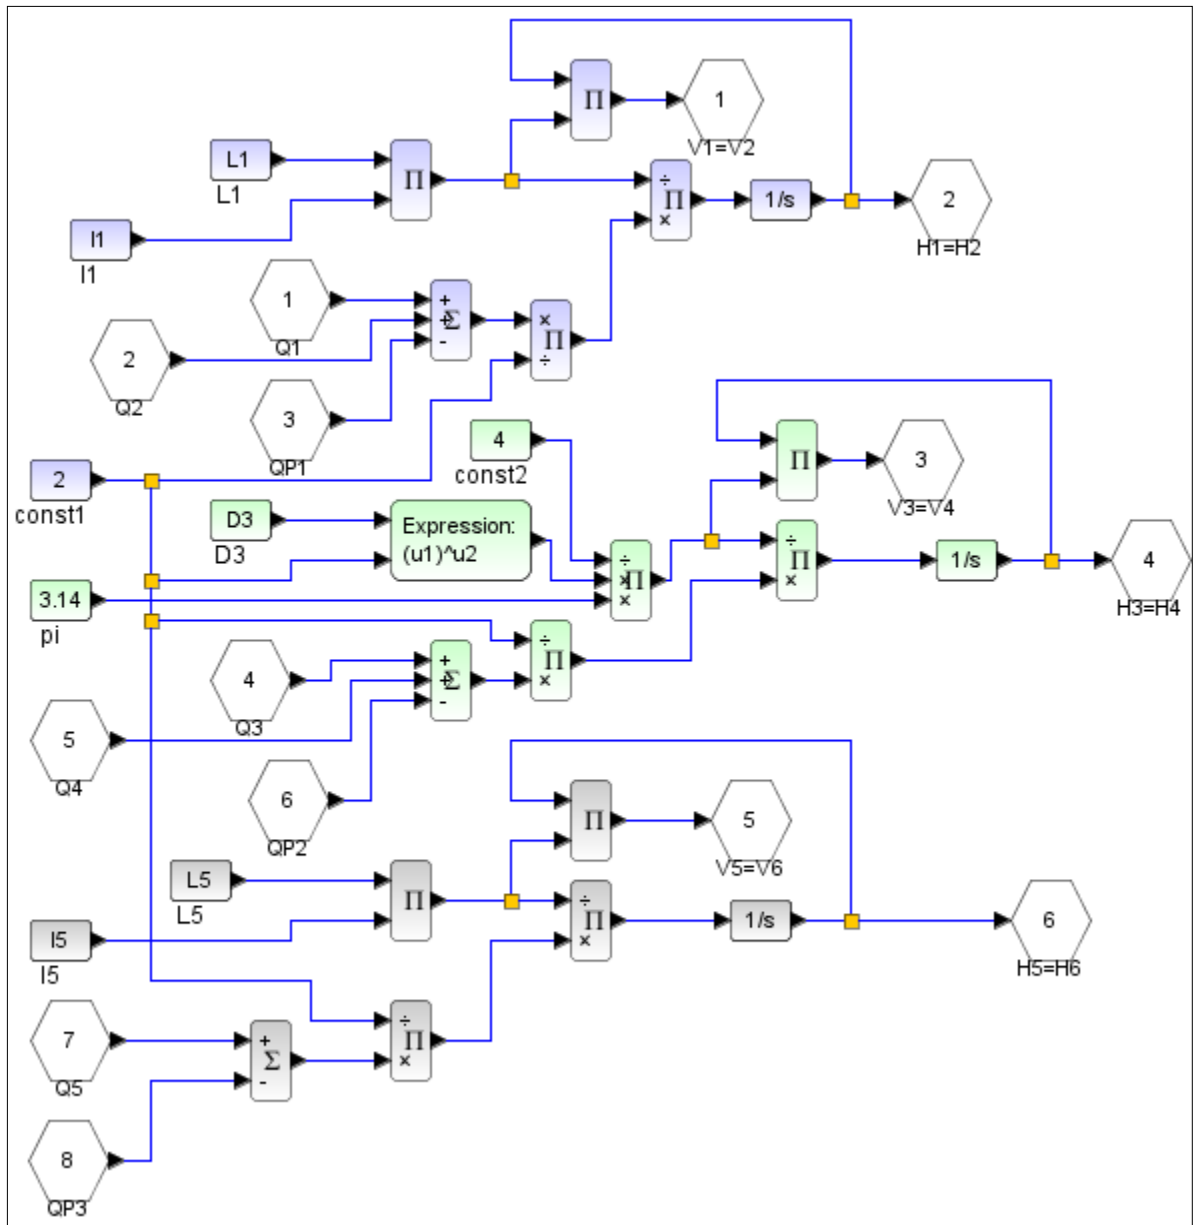 Π
1
V1=V2
L1
L1
Π
÷
Π
×
1/s
2
H1=H2
I1
I1
1
Q1
+
+
Σ
-
×
Π
÷
2
Q2
3
QP1
4
const2
Π
3
V3=V4
2
const1
D3
D3
Expression:
(u1)^u2
÷
×
Π
×
÷
Π
×
1/s
4
H3=H4
3.14
pi
÷
Π
×
4
Q3
+
+
Σ
-
5
Q4
6
QP2
Π
5
V5=V6
L5
L5
Π
÷
Π
×
1/s
6
H5=H6
I5
I5
7
Q5
+
Σ
-
÷
Π
×
8
QP3